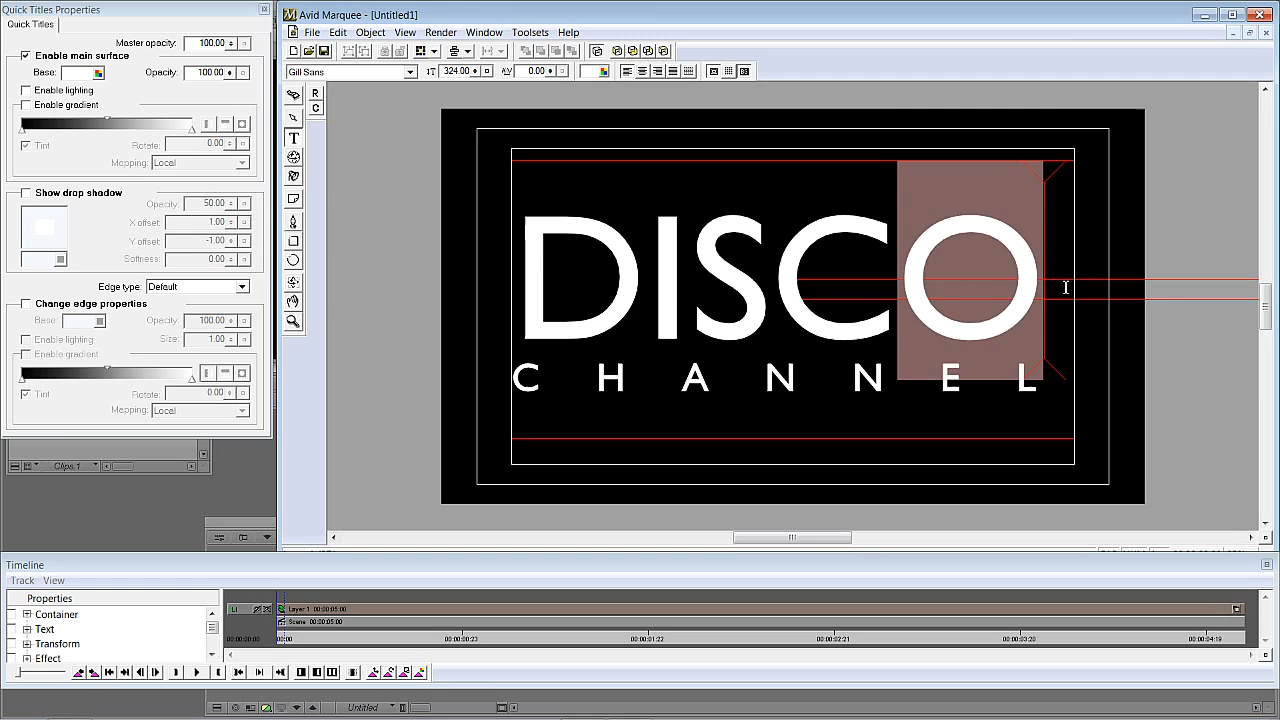 Quick Titles Properties
Quick Titles
Master opacity: 100.00
Enable main surface
Base: Opacity: 100.00
Enable lighting
Enable gradient
Tint Rotate: 0.00
Mapping: Local
Show drop shadow Opacity: 50.00
X offset: 1.00
Y offset: -1.00
Softness: 0.00
Edge type: Default
Change edge properties
Base: Opacity: 100.00
Enable lighting Size: 1.00
Enable gradient
Tint Rotate: 0.00
Mapping: Local
Clips.1
Avid Marquee - [Untitled1]
File Edit Object View Render Window Toolsets Help
Gill Sans 324.00 0.00
R
C
T
DISCO
CHANNEL
Timeline
Track View
Properties
Container
Text
Transform
Effect
L1 Layer 1 00:00:05:00
Scene 00:00:05:00
00:00:00:00 00:00 00:00:00:23 00:00:01:22 00:00:02:21 00:00:03:20 00:00:04:19
Untitled